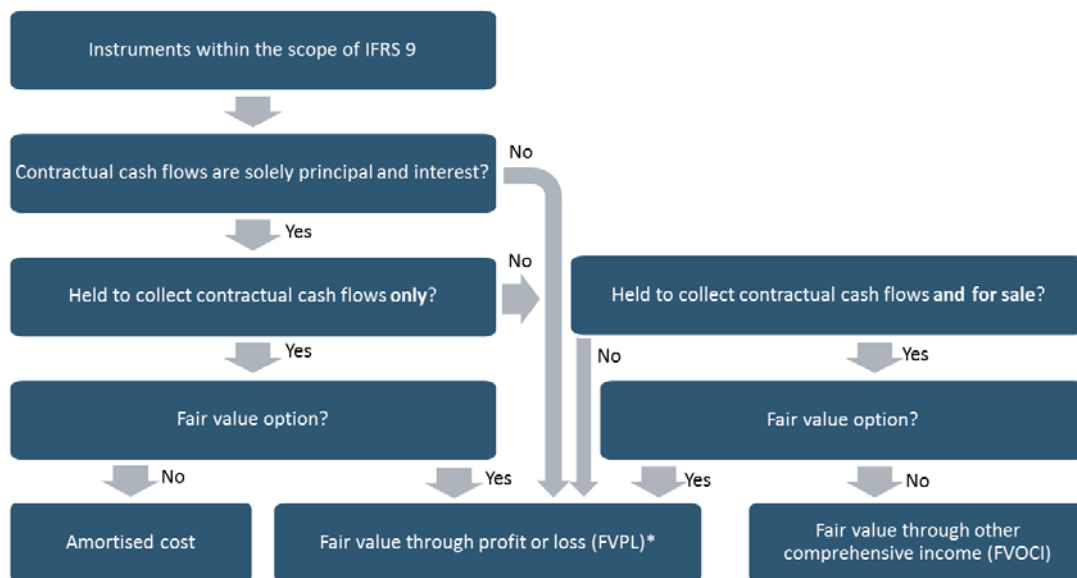 Instruments within the scope of IFRS 9
Contractual cash flows are solely principal and interest?
No
Yes
Held to collect contractual cash flows only?
No
Held to collect contractual cash flows and for sale?
Yes
No
Yes
Fair value option?
Fair value option?
No
Yes
Yes
No
Amortised cost
Fair value through profit or loss (FVPL)*
Fair value through other
comprehensive income (FVOCI)